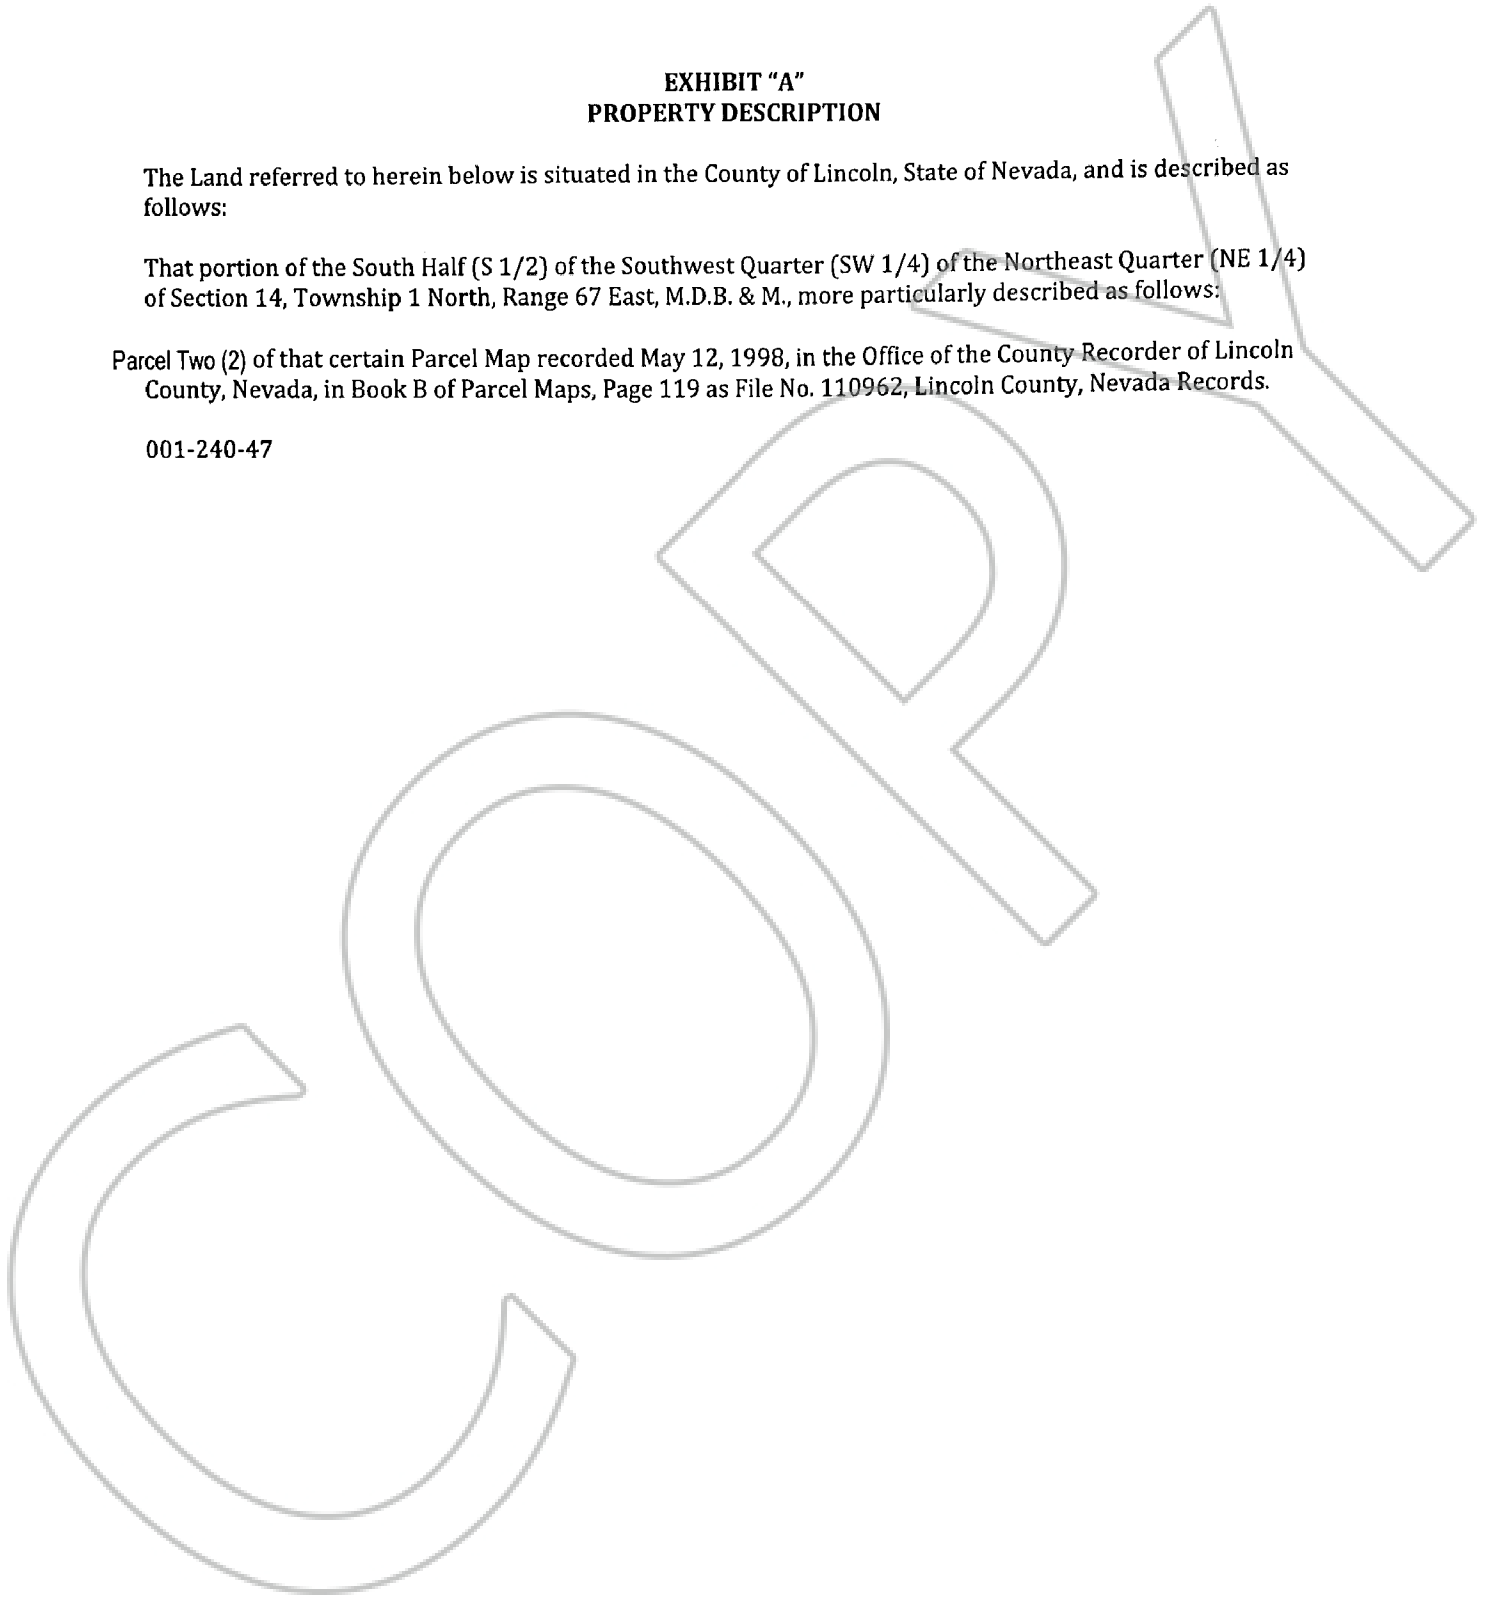 EXHIBIT “A”
PROPERTY DESCRIPTION
The Land referred to herein below is situated in the County of Lincoln, State of Nevada, and is described as
follows:
That portion of the South Half (S 1/2) of the Southwest Quarter (SW 1/4) of the Northeast Quarter (NE 1/4)
of Section 14, Township 1 North, Range 67 East, M.D.B. & M., more particularly described as follows:
Parcel Two (2) of that certain Parcel Map recorded May 12, 1998, in the Office of the County Recorder of Lincoln
County, Nevada, in Book B of Parcel Maps, Page 119 as File No. 110962, Lincoln County, Nevada Records.
001-240-47
COPY